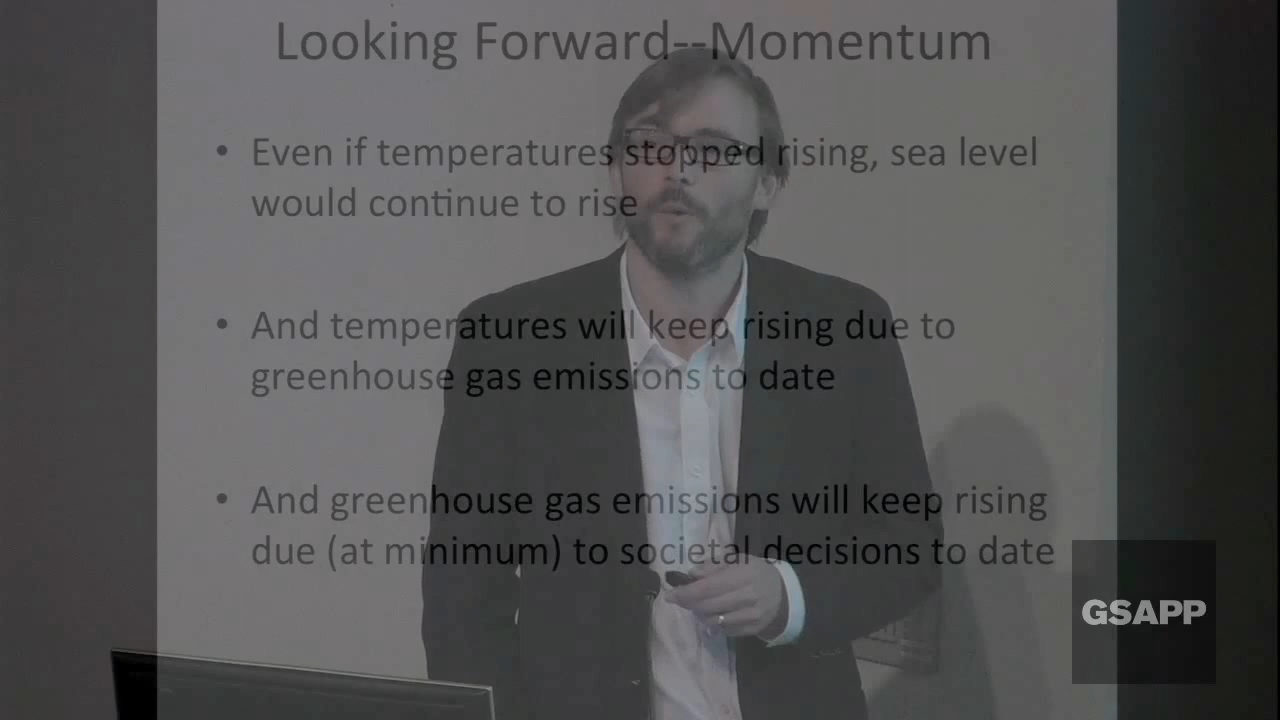 Looking Forward--Momentum
• Even if temperatures stopped rising, sea level
would continue to rise
• And temperatures will keep rising due to
greenhouse gas emissions to date
• And greenhouse gas emissions will keep rising
due (at minimum) to societal decisions to date
GSAPP